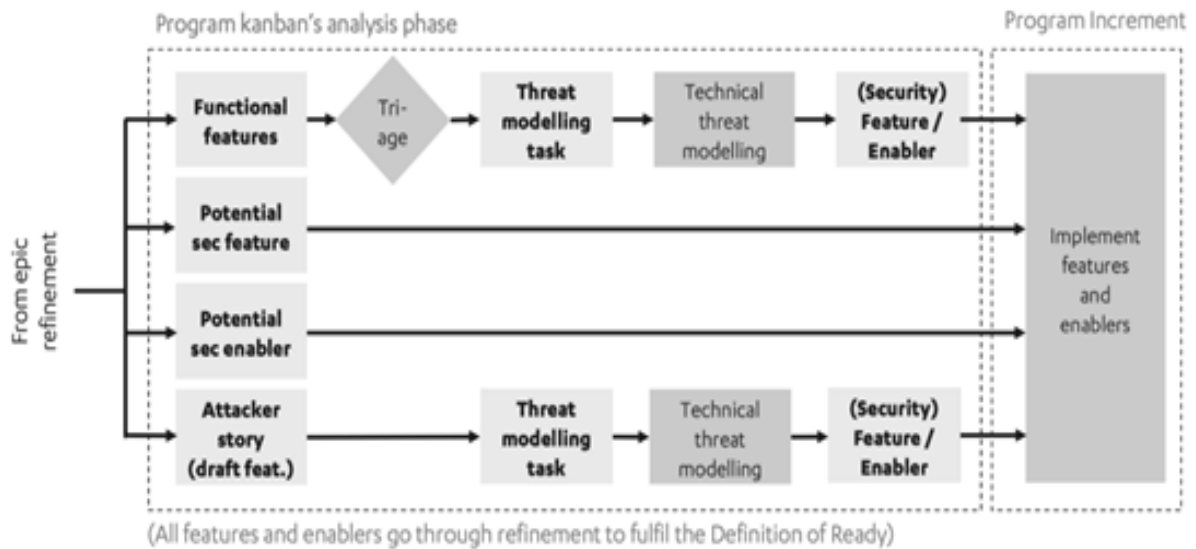 Program kanban's analysis phase
Program Increment
From epic
refinement
Functional
features
Tri-
age
Threat
modelling
task
Technical
threat
modelling
(Security)
Feature /
Enabler
Potential
sec feature
Potential
sec enabler
Attacker
story
(draft feat.)
Threat
modelling
task
Technical
threat
modelling
(Security)
Feature /
Enabler
Implement
features
and
enablers
(All features and enablers go through refinement to fulfil the Definition of Ready)